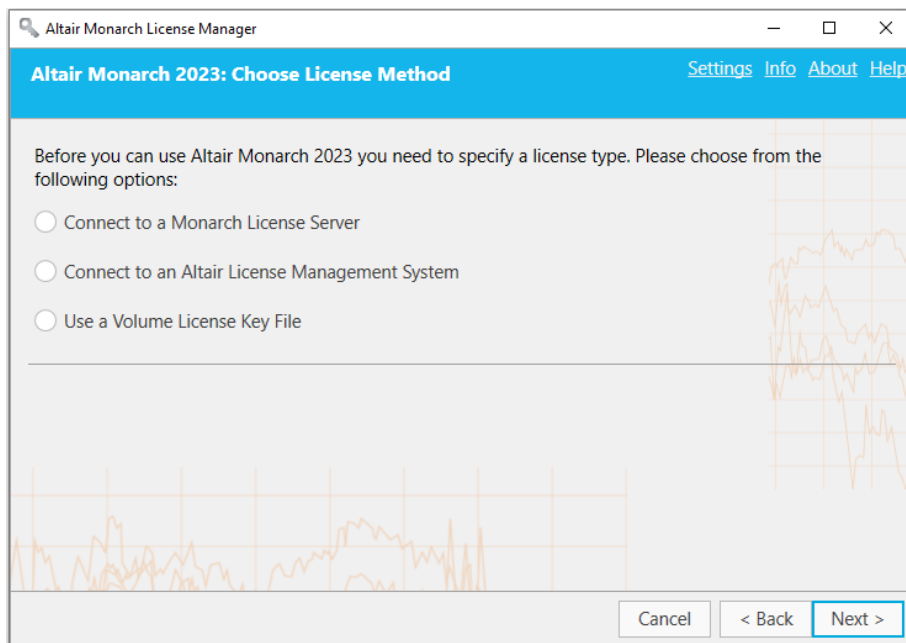 Altair Monarch License Manager
Altair Monarch 2023: Choose License Method
Settings Info About Help
Before you can use Altair Monarch 2023 you need to specify a license type. Please choose from the
following options:
Connect to a Monarch License Server
Connect to an Altair License Management System
Use a Volume License Key File
Cancel < Back Next >